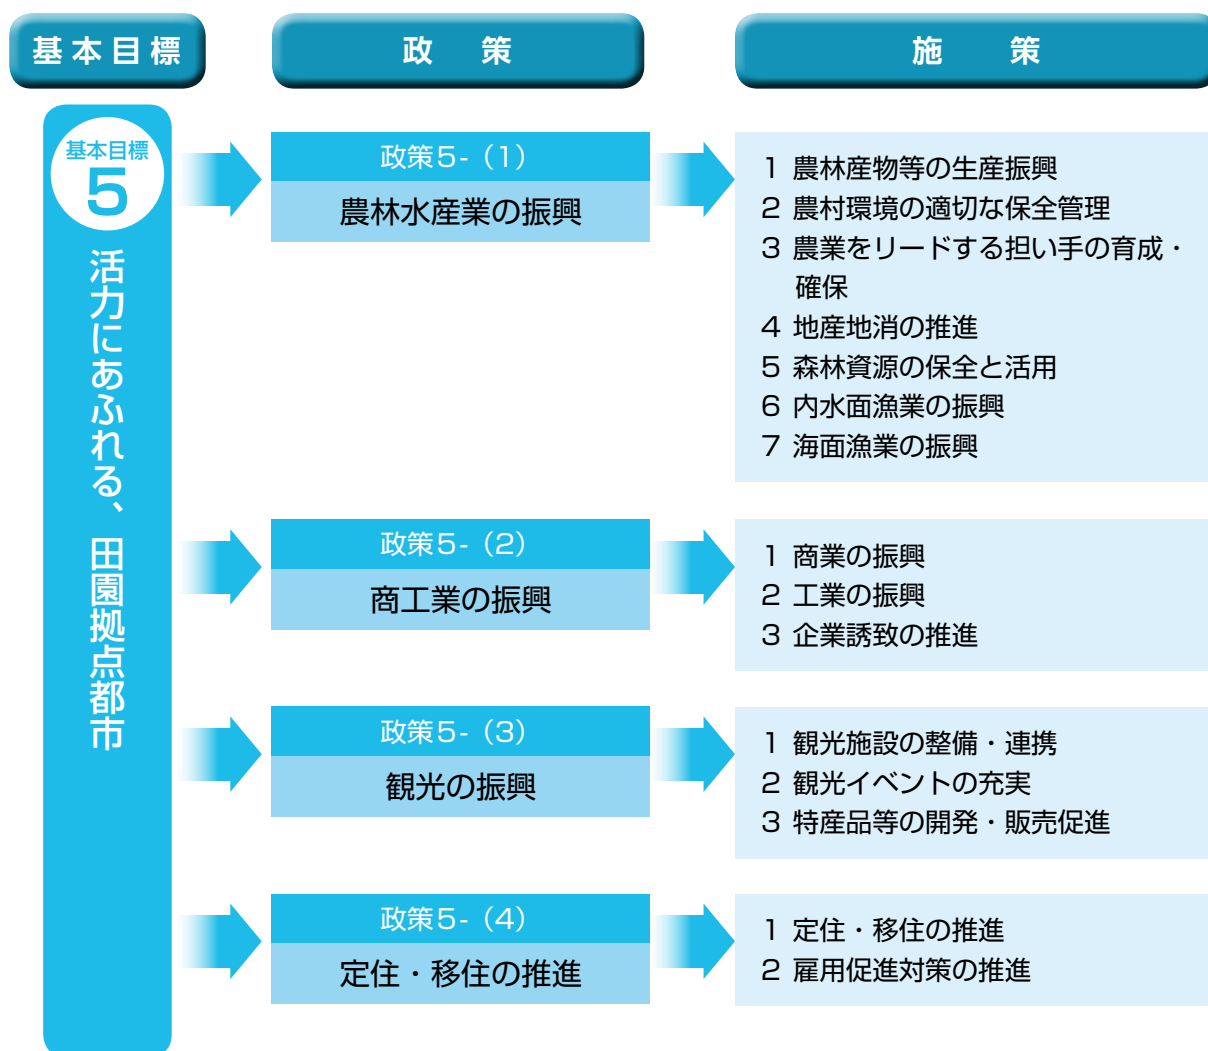 基本目標
政策
施策
基本目標
5
活力にあふれる、田園拠点都市
政策5-（1）
農林水産業の振興
1 農林産物等の生産振興
2 農村環境の適切な保全管理
3 農業をリードする担い手の育成・
確保
4 地産地消の推進
5 森林資源の保全と活用
6 内水面漁業の振興
7 海面漁業の振興
政策5-（2）
商工業の振興
1 商業の振興
2 工業の振興
3 企業誘致の推進
政策5-（3）
観光の振興
1 観光施設の整備・連携
2 観光イベントの充実
3 特産品等の開発・販売促進
政策5-（4）
定住・移住の推進
1 定住・移住の推進
2 雇用促進対策の推進